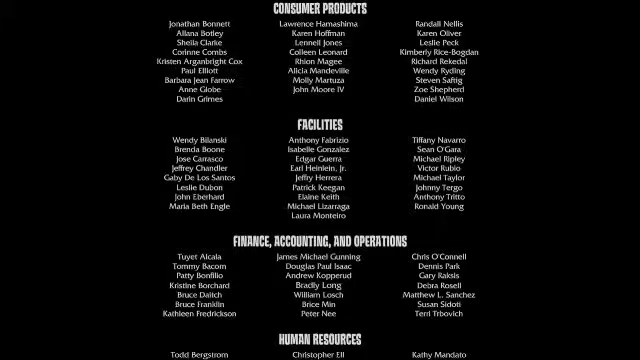 CONSUMER PRODUCTS
Jonathan Bonnett Lawrence Hamashima Randall Nellis
Allana Botley Karen Hoffman Karen Oliver
Sheila Clarke Lennell Jones Leslie Peck
Corinne Combs Colleen Leonard Kimberly Rice-Bogdan
Kristen Arganbright Cox Rhion Magee Richard Rekedal
Paul Elliott Alicia Mandeville Wendy Ryding
Barbara Jean Farrow Molly Martuza Steven Saftig
Anne Globe John Moore IV Zoe Shepherd
Darin Grimes Daniel Wilson
FACILITIES
Wendy Bilanski Anthony Fabrizio Tiffany Navarro
Brenda Boone Isabelle Gonzalez Sean O'Gara
Jose Carrasco Edgar Guerra Michael Ripley
Jeffrey Chandler Earl Heinlein, Jr. Victor Rubio
Gaby De Los Santos Jeffry Herrera Michael Taylor
Leslie Dubon Patrick Keegan Johnny Tergo
John Eberhard Elaine Keith Anthony Tritto
Maria Beth Engle Michael Lizarraga Ronald Young
Laura Monteiro
FINANCE, ACCOUNTING, AND OPERATIONS
Tuyet Alcala James Michael Gunning Chris O'Connell
Tommy Bacom Douglas Paul Isaac Dennis Park
Patty Bonfilio Andrew Kopperud Gary Raksis
Kristine Borchard Bradly Long Debra Rosell
Bruce Daitch William Losch Matthew L. Sanchez
Bruce Franklin Brice Min Susan Sidoti
Kathleen Fredrickson Peter Nee Terri Trbovich
HUMAN RESOURCES
Todd Bergstrom Christopher Ell Kathy Mandato